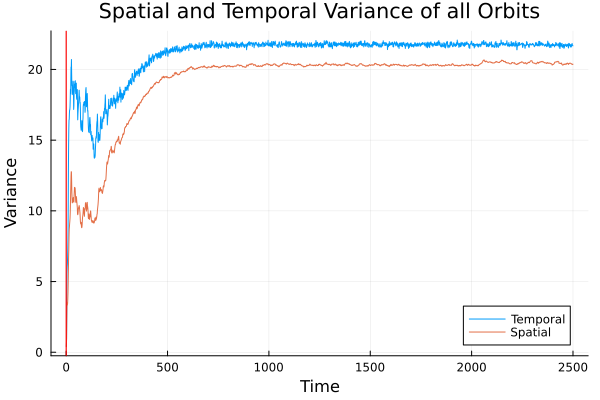 Spatial and Temporal Variance of all Orbits
Variance
20
15
10
5
0
Temporal
Spatial
0 500 1000 1500 2000 2500
Time